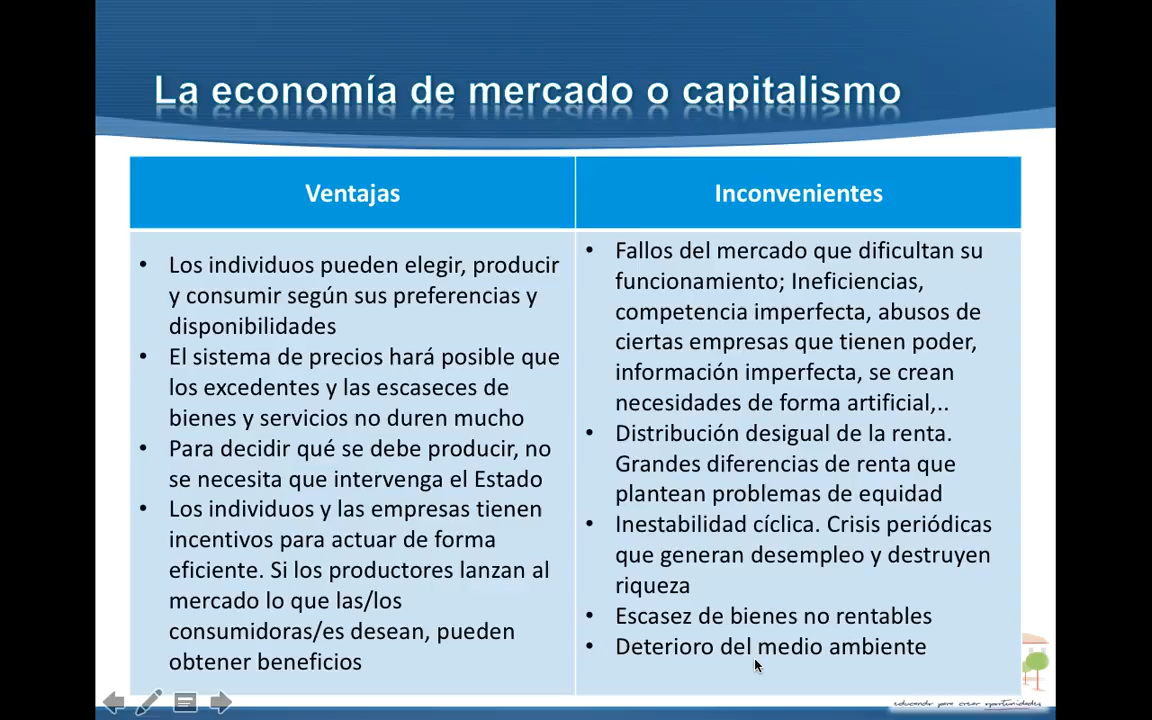 La economía de mercado o capitalismo
Ventajas
Inconvenientes
• Los individuos pueden elegir, producir
y consumir según sus preferencias y
disponibilidades
• El sistema de precios hará posible que
los excedentes y las escaseces de
bienes y servicios no duren mucho
• Para decidir qué se debe producir, no
se necesita que intervenga el Estado
• Los individuos y las empresas tienen
incentivos para actuar de forma
eficiente. Si los productores lanzan al
mercado lo que las/los
consumidoras/es desean, pueden
obtener beneficios
• Fallos del mercado que dificultan su
funcionamiento; Ineficiencias,
competencia imperfecta, abusos de
ciertas empresas que tienen poder,
información imperfecta, se crean
necesidades de forma artificial,..
• Distribución desigual de la renta.
Grandes diferencias de renta que
plantean problemas de equidad
• Inestabilidad cíclica. Crisis periódicas
que generan desempleo y destruyen
riqueza
• Escasez de bienes no rentables
• Deterioro del medio ambiente
educando para crear oportunidades